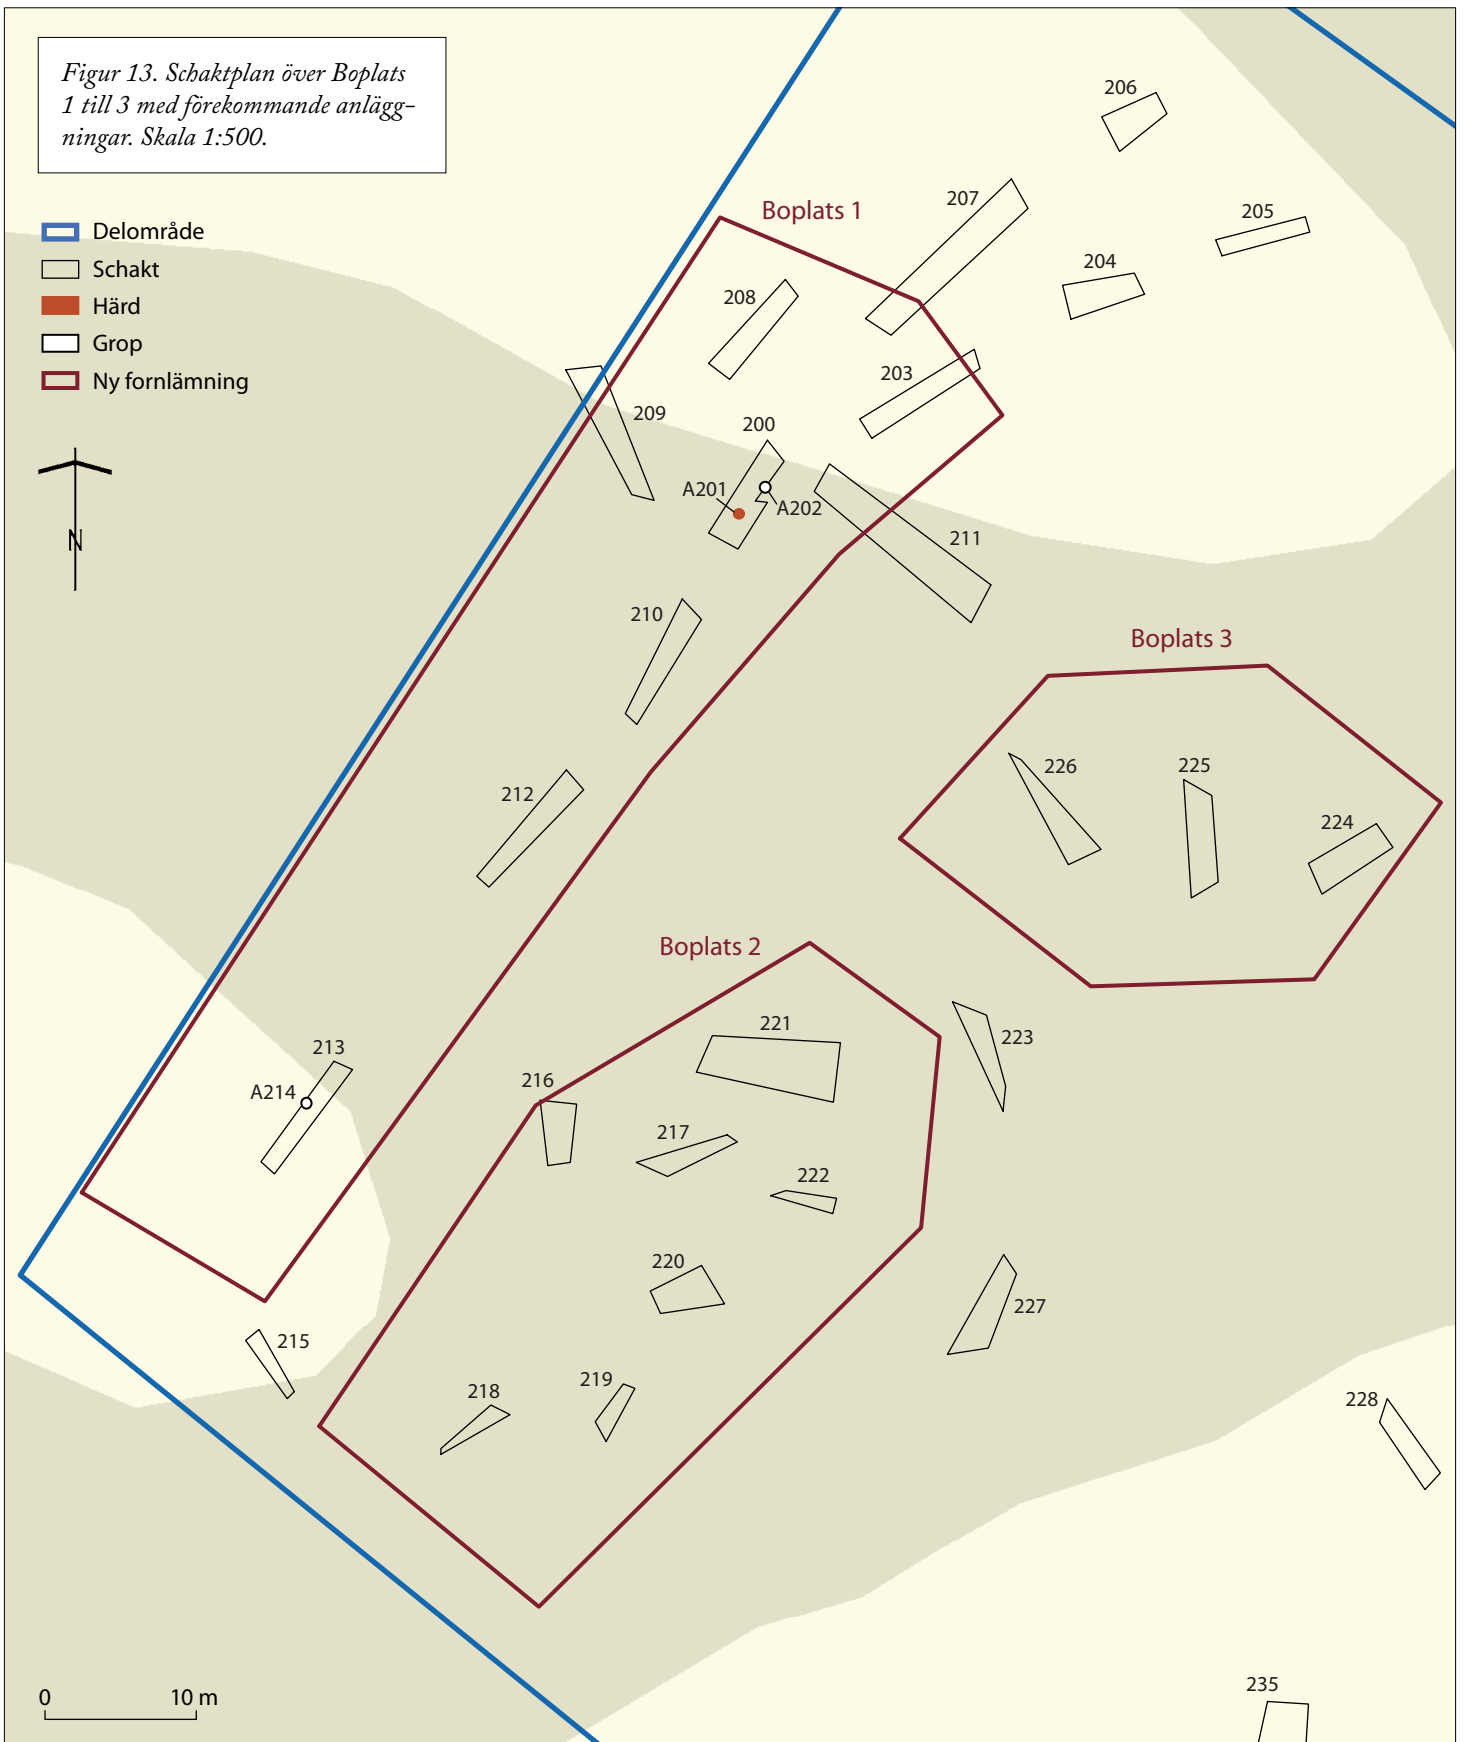 Figur 13. Schaktplan över Boplats
1 till 3 med förekommande anlägg-
ningar. Skala 1:500.
Delområde
Schakt
Härd
Grop
Ny fornlämning
N
206
207
Boplats 1
205
204
208
203
209
200
A201
A202
211
210
Boplats 3
226
225
212
224
Boplats 2
221
223
213
216
A214
217
222
220
227
215
219
218
228
235
0 10 m